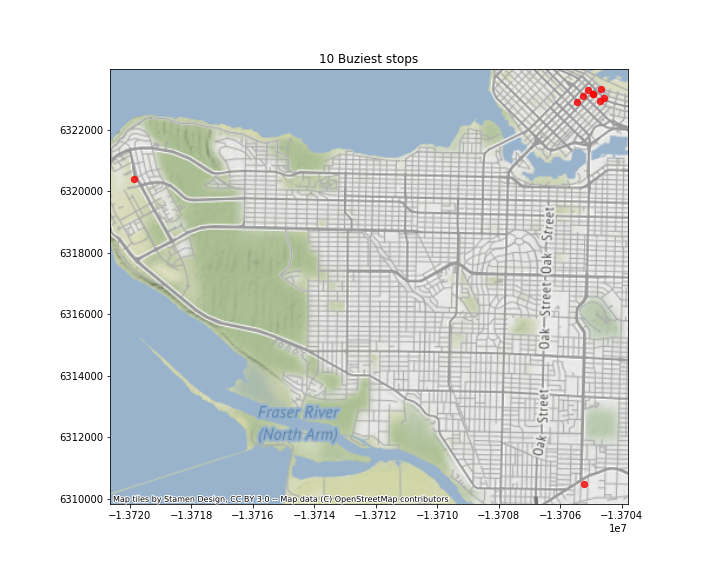 10 Buziest stops
6322000
6320000
6318000
6316000
6314000
6312000
6310000
Oak—Street-Oak—Street
Oak—Street
Fraser River
(North Arm)
Map tiles by Stamen Design, CC BY 3.0 -- Map data (C) OpenStreetMap contributors
−1.3720 −1.3718 −1.3716 −1.3714 −1.3712 −1.3710 −1.3708 −1.3706 −1.3704
1e7